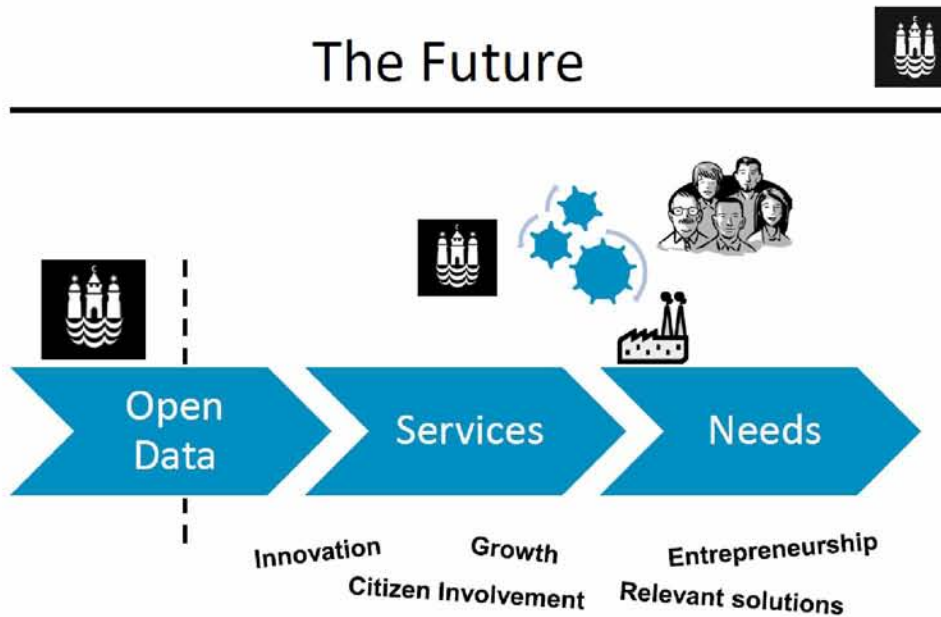 The Future
Open
Data
Services
Needs
Innovation
Growth
Entrepreneurship
Citizen Involvement
Relevant solutions